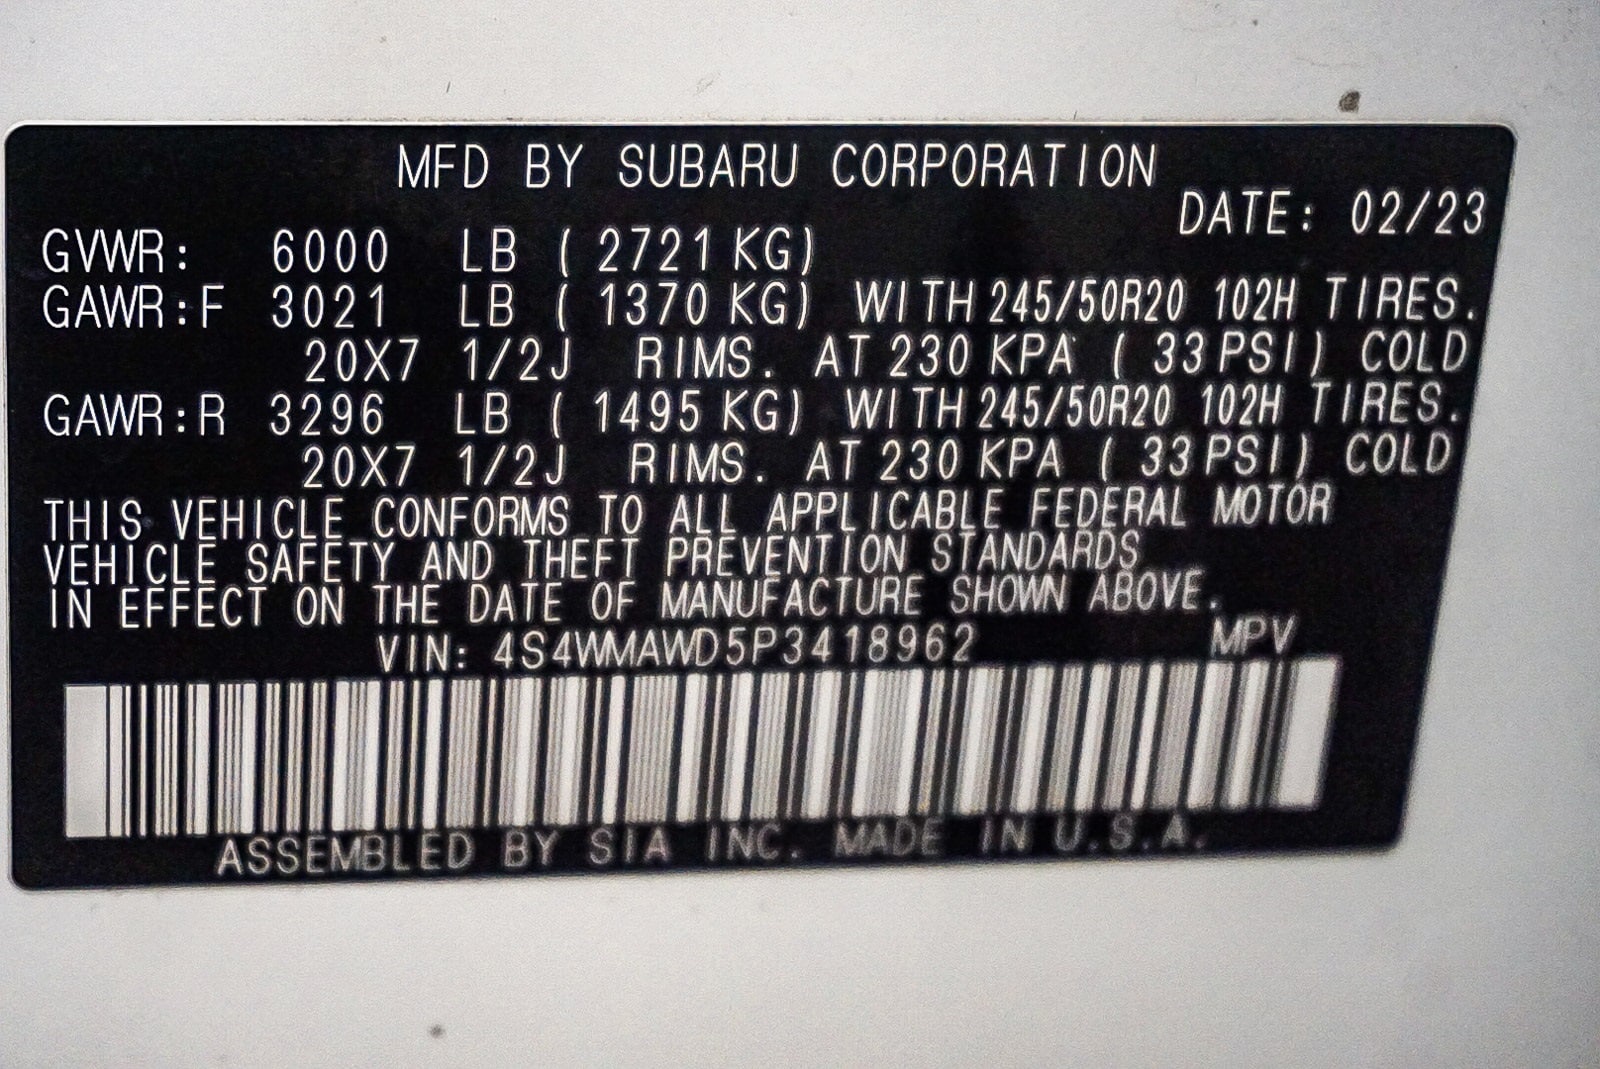 MFD BY SUBARU CORPORATION
DATE: 02/23
GVWR: 6000 LB ( 2721 KG)
GAWR:F 3021 LB ( 1370 KG) WITH 245/50R20 102H TIRES.
20X7 1/2J RIMS. AT 230 KPA ( 33 PSI) COLD
GAWR:R 3296 LB ( 1495 KG) WITH 245/50R20 102H TIRES.
20X7 1/2J RIMS. AT 230 KPA ( 33 PSI) COLD
THIS VEHICLE CONFORMS TO ALL APPLICABLE FEDERAL MOTOR
VEHICLE SAFETY AND THEFT PREVENTION STANDARDS
IN EFFECT ON THE DATE OF MANUFACTURE SHOWN ABOVE.
VIN: 4S4WMAWD5P3418962 MPV
ASSEMBLED BY SIA INC. MADE IN U.S.A.